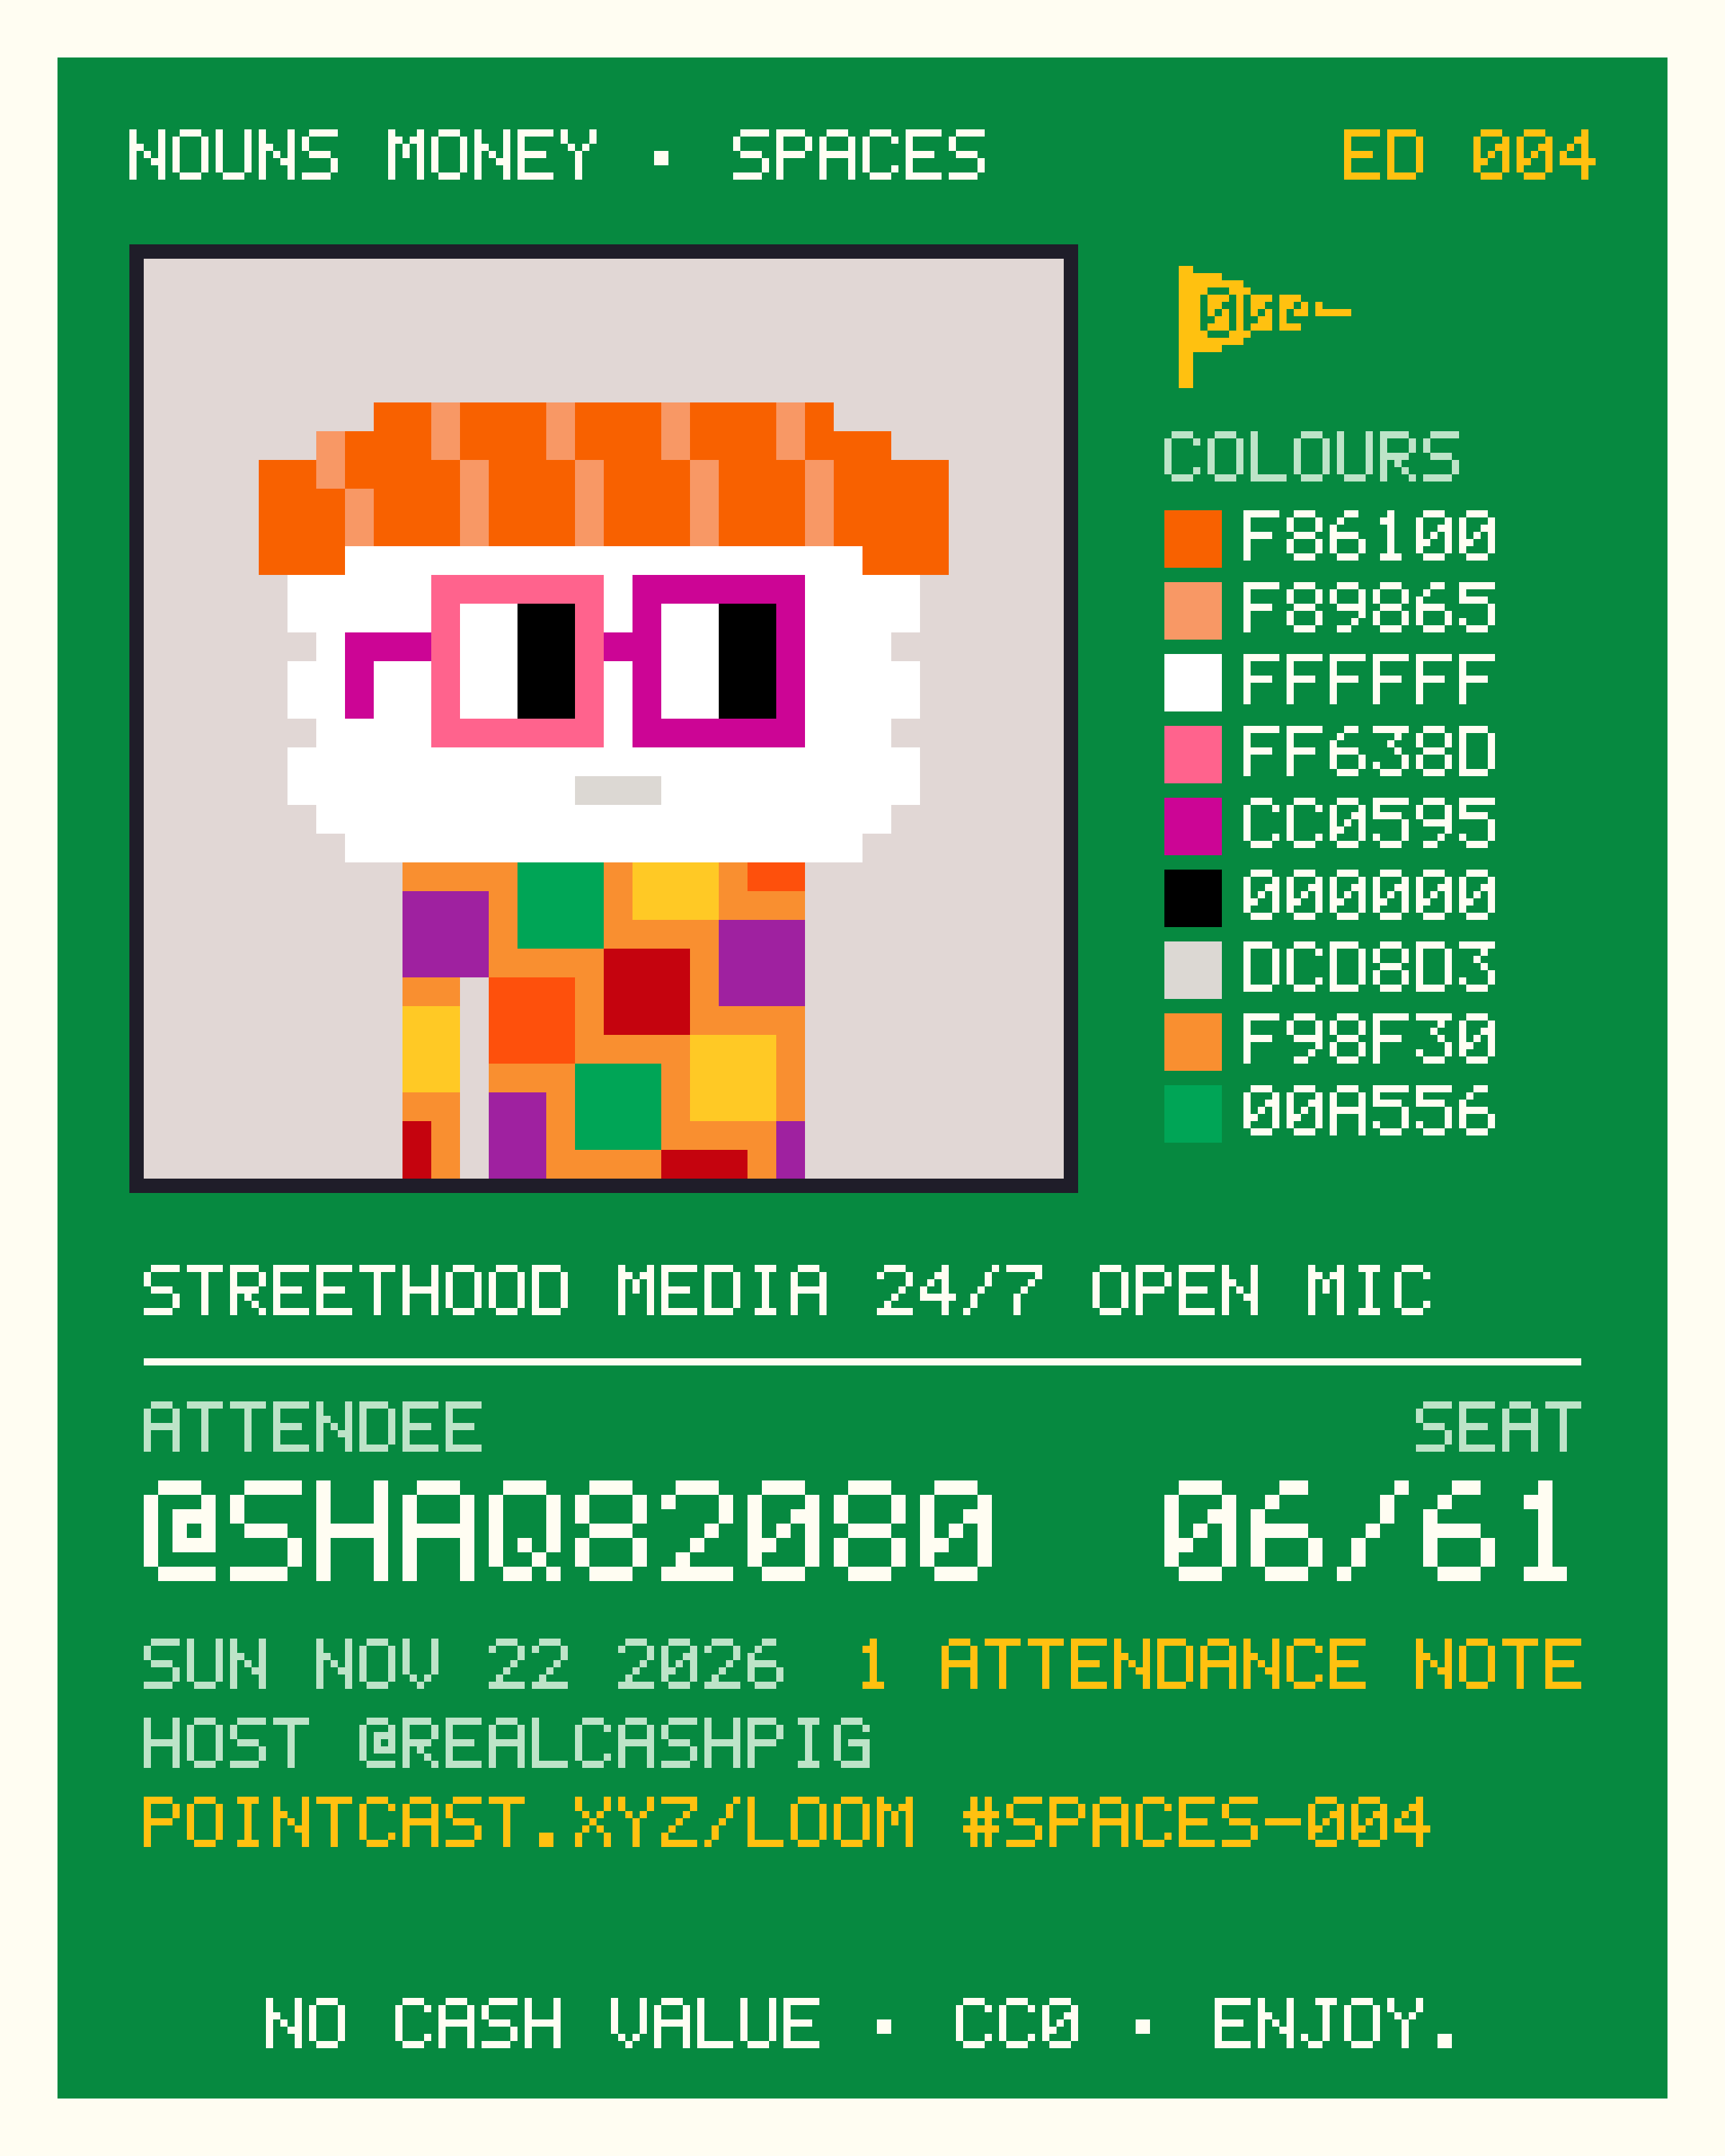 NOUNS MONEY · SPACES
ED 004
COLOURS
F86100
F89865
FFFFFF
FF638D
CC0595
000000
DCD8D3
F98F30
00A556
STREETHOOD MEDIA 24/7 OPEN MIC
ATTENDEE
SEAT
@SHAQ82080
06/61
SUN NOV 22 2026
1 ATTENDANCE NOTE
HOST @REALCASHPIG
POINTCAST.XYZ/LOOM #SPACES-004
NO CASH VALUE · CC0 · ENJOY.